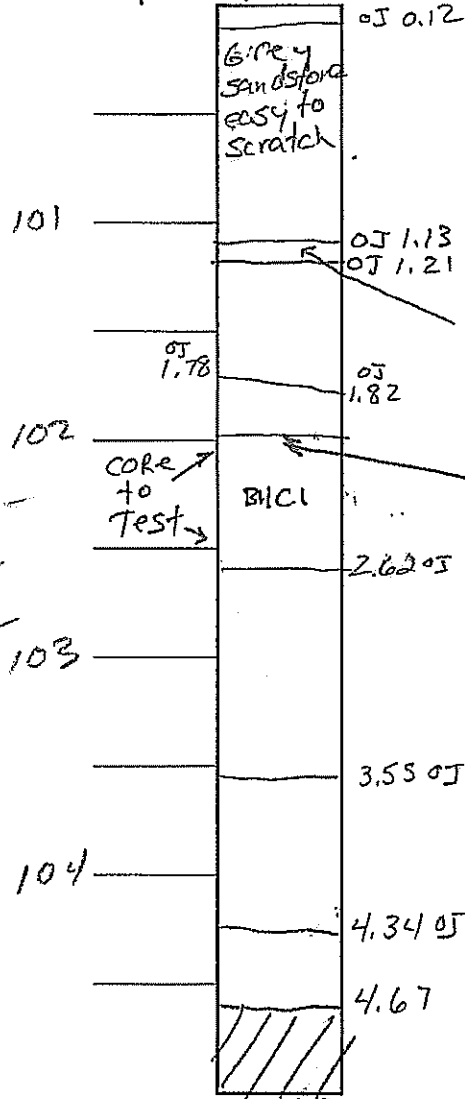 OJ 0.12
Grey
sandstone
easy to
scratch
101
OJ 1.13
OJ 1.21
OJ
1.78
OJ
1.82
102
CORe
to
Test
BHC1
2.62 OJ
103
3.55 OJ
104
4.34 OJ
4.67